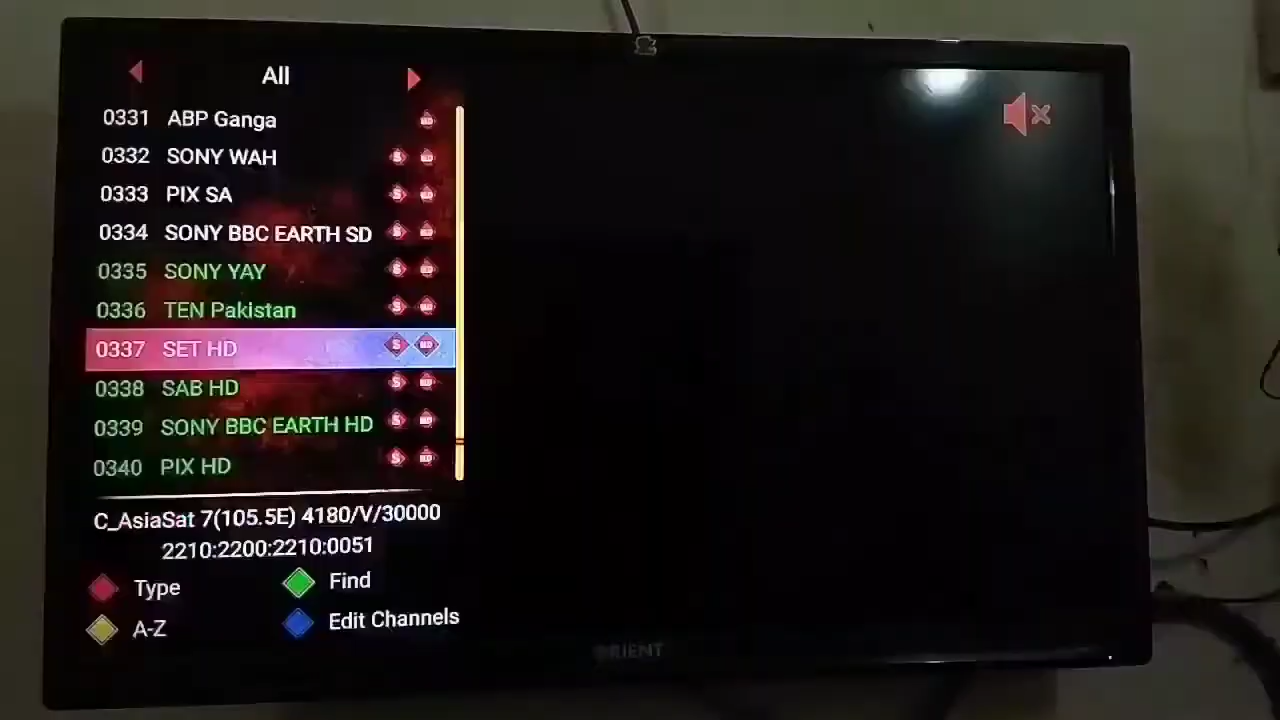 All
0331 ABP Ganga
0332 SONY WAH
0333 PIX SA
0334 SONY BBC EARTH SD
0335 SONY YAY
0336 TEN Pakistan
0337 SET HD
0338 SAB HD
0339 SONY BBC EARTH HD
0340 PIX HD
C_AsiaSat 7(105.5E) 4180/V/30000
2210:2200:2210:0051
Type
Find
A-Z
Edit Channels
ORIENT